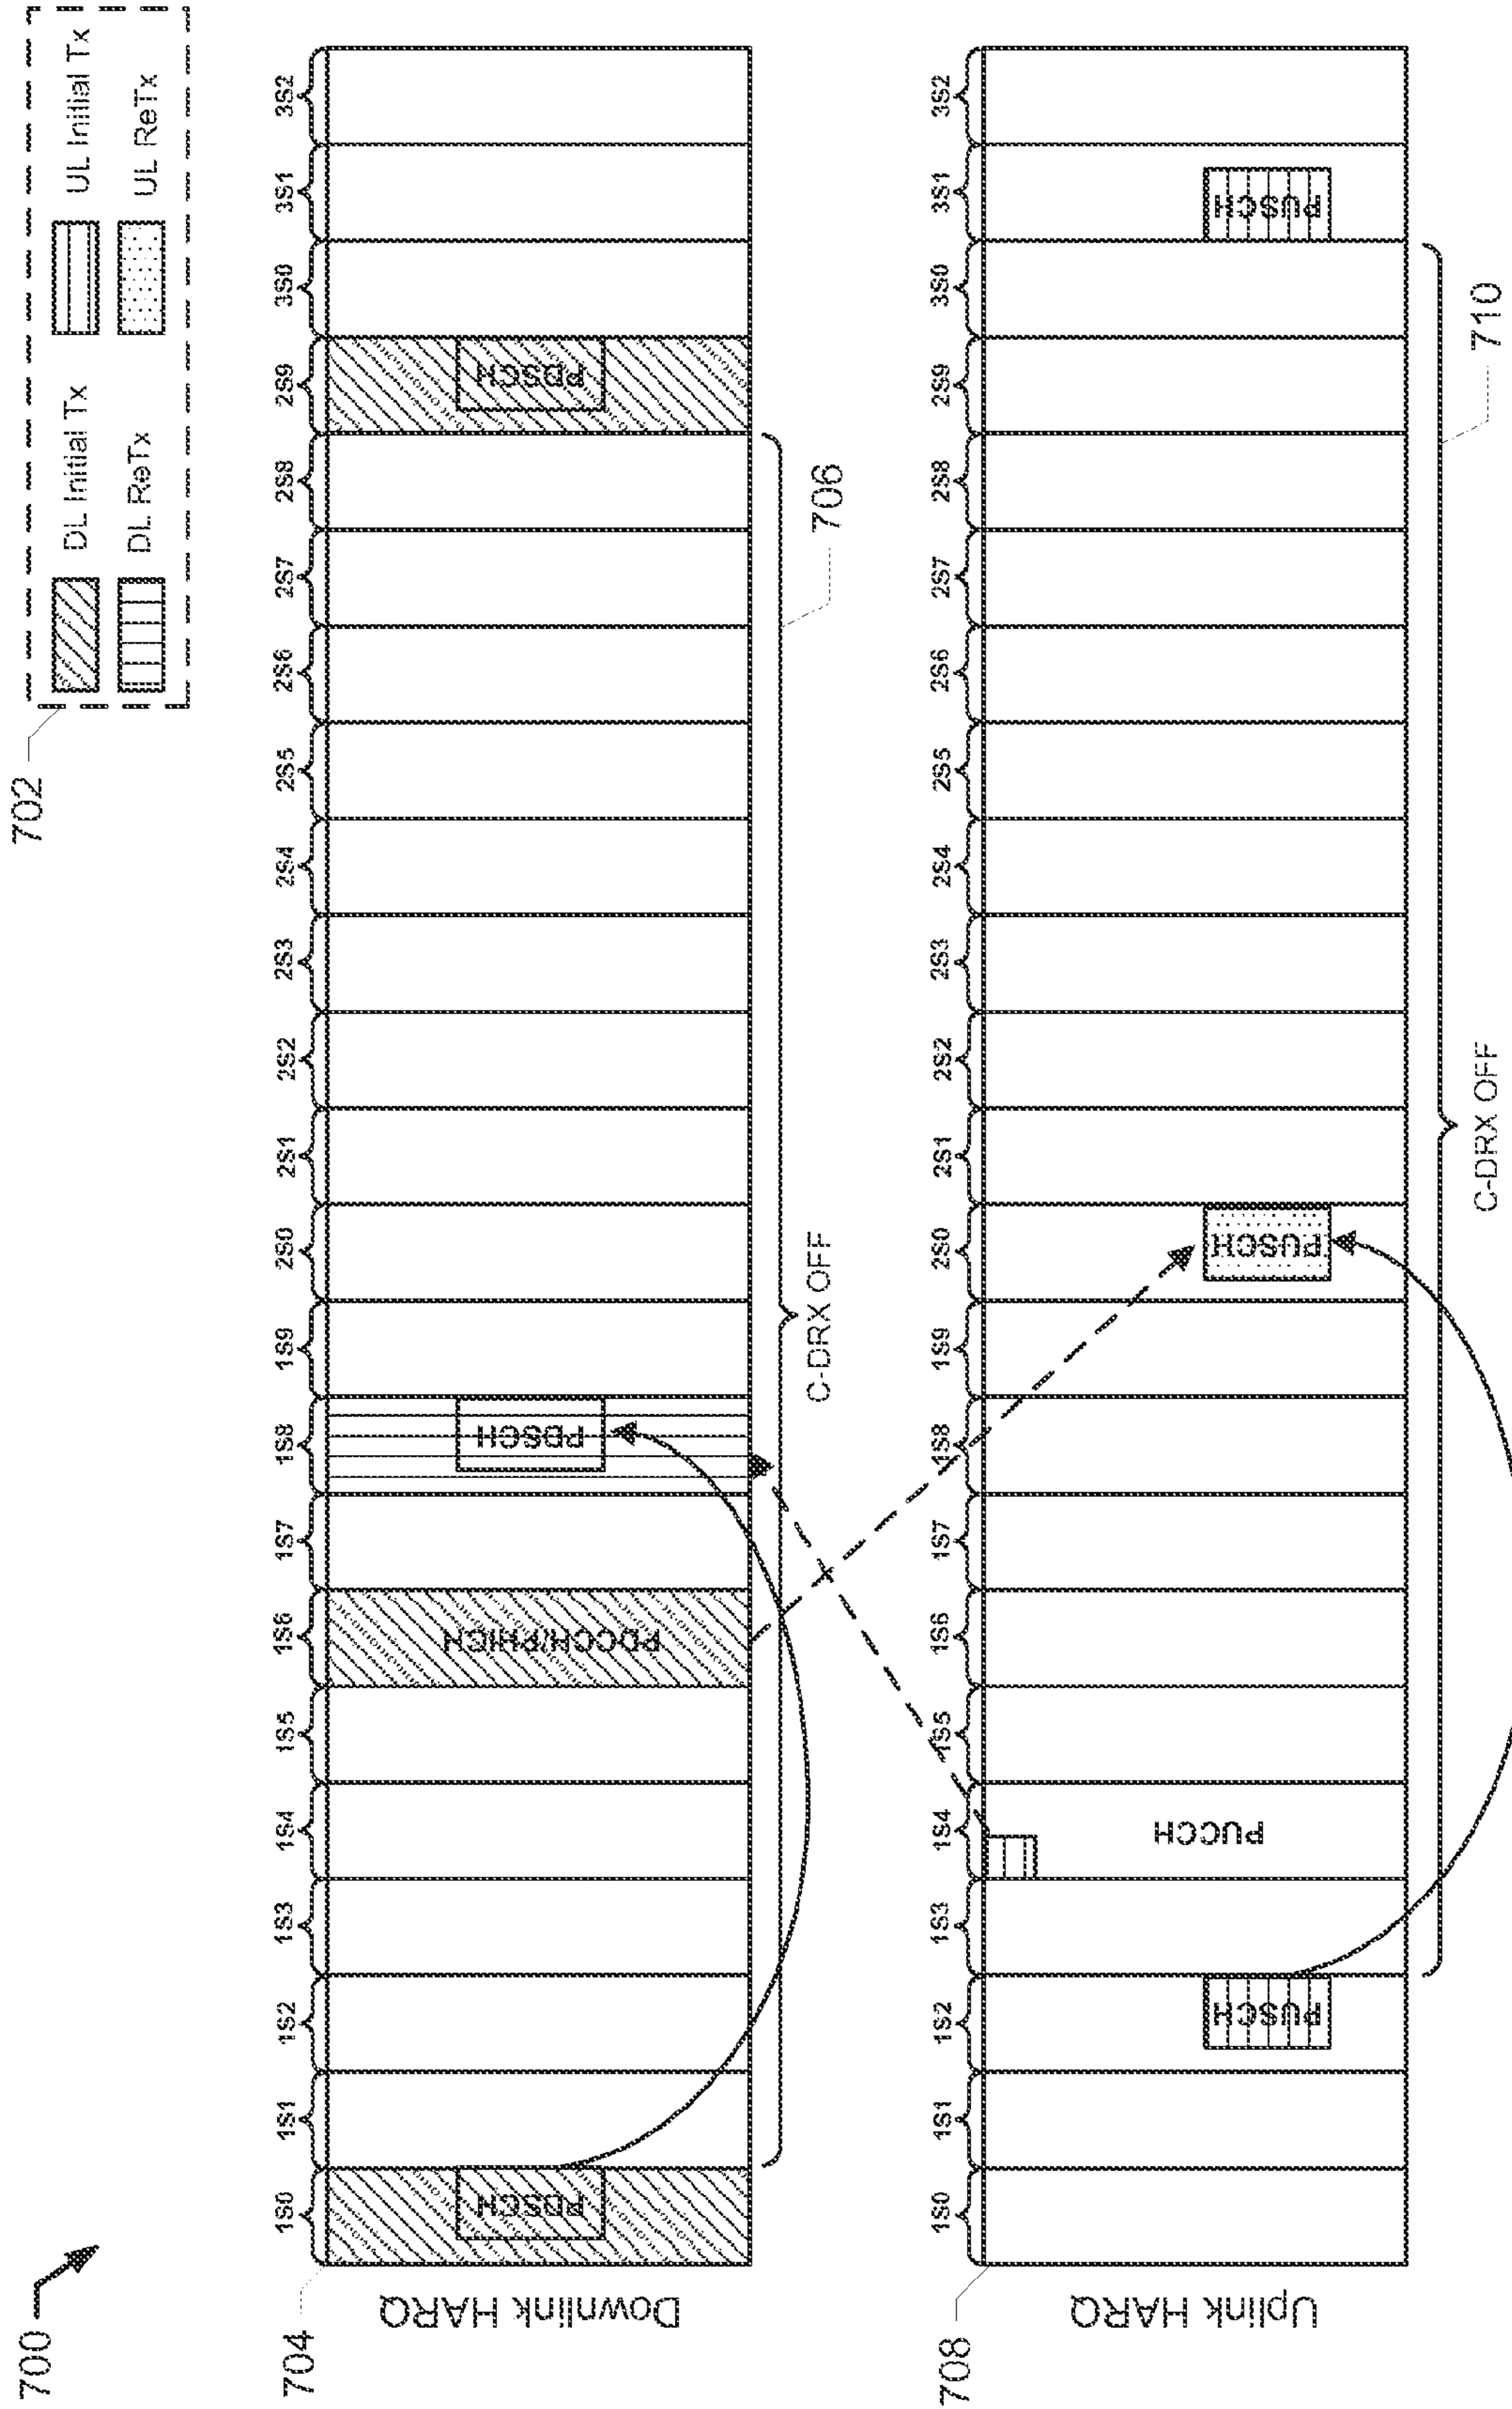 700
702
DL Initial Tx
UL Initial Tx
DL ReTx
UL ReTx
704
Downlink HARQ
1S0 1S1 1S2 1S3 1S4 1S5 1S6 1S7 1S8 1S9 2S0 2S1 2S2 2S3 2S4 2S5 2S6 2S7 2S8 2S9 3S0 3S1 3S2
PDSCH
PDCCH/PHICH
PDSCH
PDSCH
C-DRX OFF
706
708
Uplink HARQ
1S0 1S1 1S2 1S3 1S4 1S5 1S6 1S7 1S8 1S9 2S0 2S1 2S2 2S3 2S4 2S5 2S6 2S7 2S8 2S9 3S0 3S1 3S2
PUSCH
PUCCH
PUSCH
PUSCH
C-DRX OFF
710